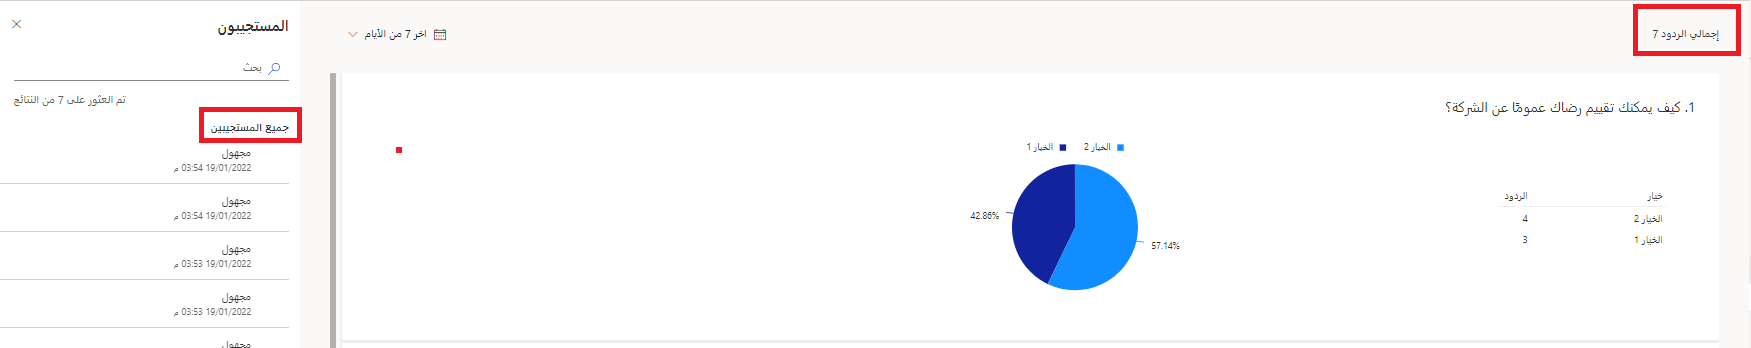 إجمالي الردود 7
اخر 7 من الأيام
1. كيف يمكنك تقييم رضاك عمومًا عن الشركة؟
الخيار 2
الخيار 1
57.14%
42.86%
خيار الردود
الخيار 2 4
الخيار 1 3
المستجيبون
بحث
تم العثور على 7 من النتائج
جميع المستجيبين
مجهول
19/01/2022 03:54 م
مجهول
19/01/2022 03:54 م
مجهول
19/01/2022 03:53 م
مجهول
19/01/2022 03:53 م
مجهول